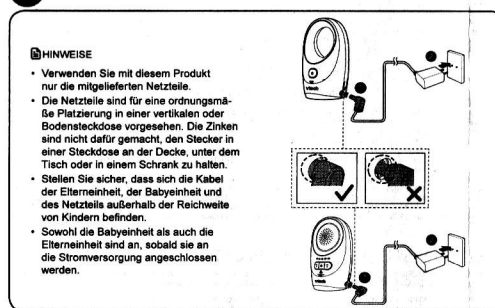 HINWEISE
• Verwenden Sie mit diesem Produkt
nur die mitgelieferten Netzteile.
• Die Netzteile sind für eine ordnungsmä-
ße Platzierung in einer vertikalen oder
Bodensteckdose vorgesehen. Die Zinken
sind nicht dafür gemacht, den Stecker in
einer Steckdose an der Decke, unter dem
Tisch oder in einem Schrank zu halten.
• Stellen Sie sicher, dass sich die Kabel
der Elterneinheit, der Babyeinheit und
des Netzteils außerhalb der Reichweite
von Kindern befinden.
• Sowohl die Babyeinheit als auch die
Elterneinheit sind an, sobald sie an
die Stromversorgung angeschlossen
werden.
vtech
vtech